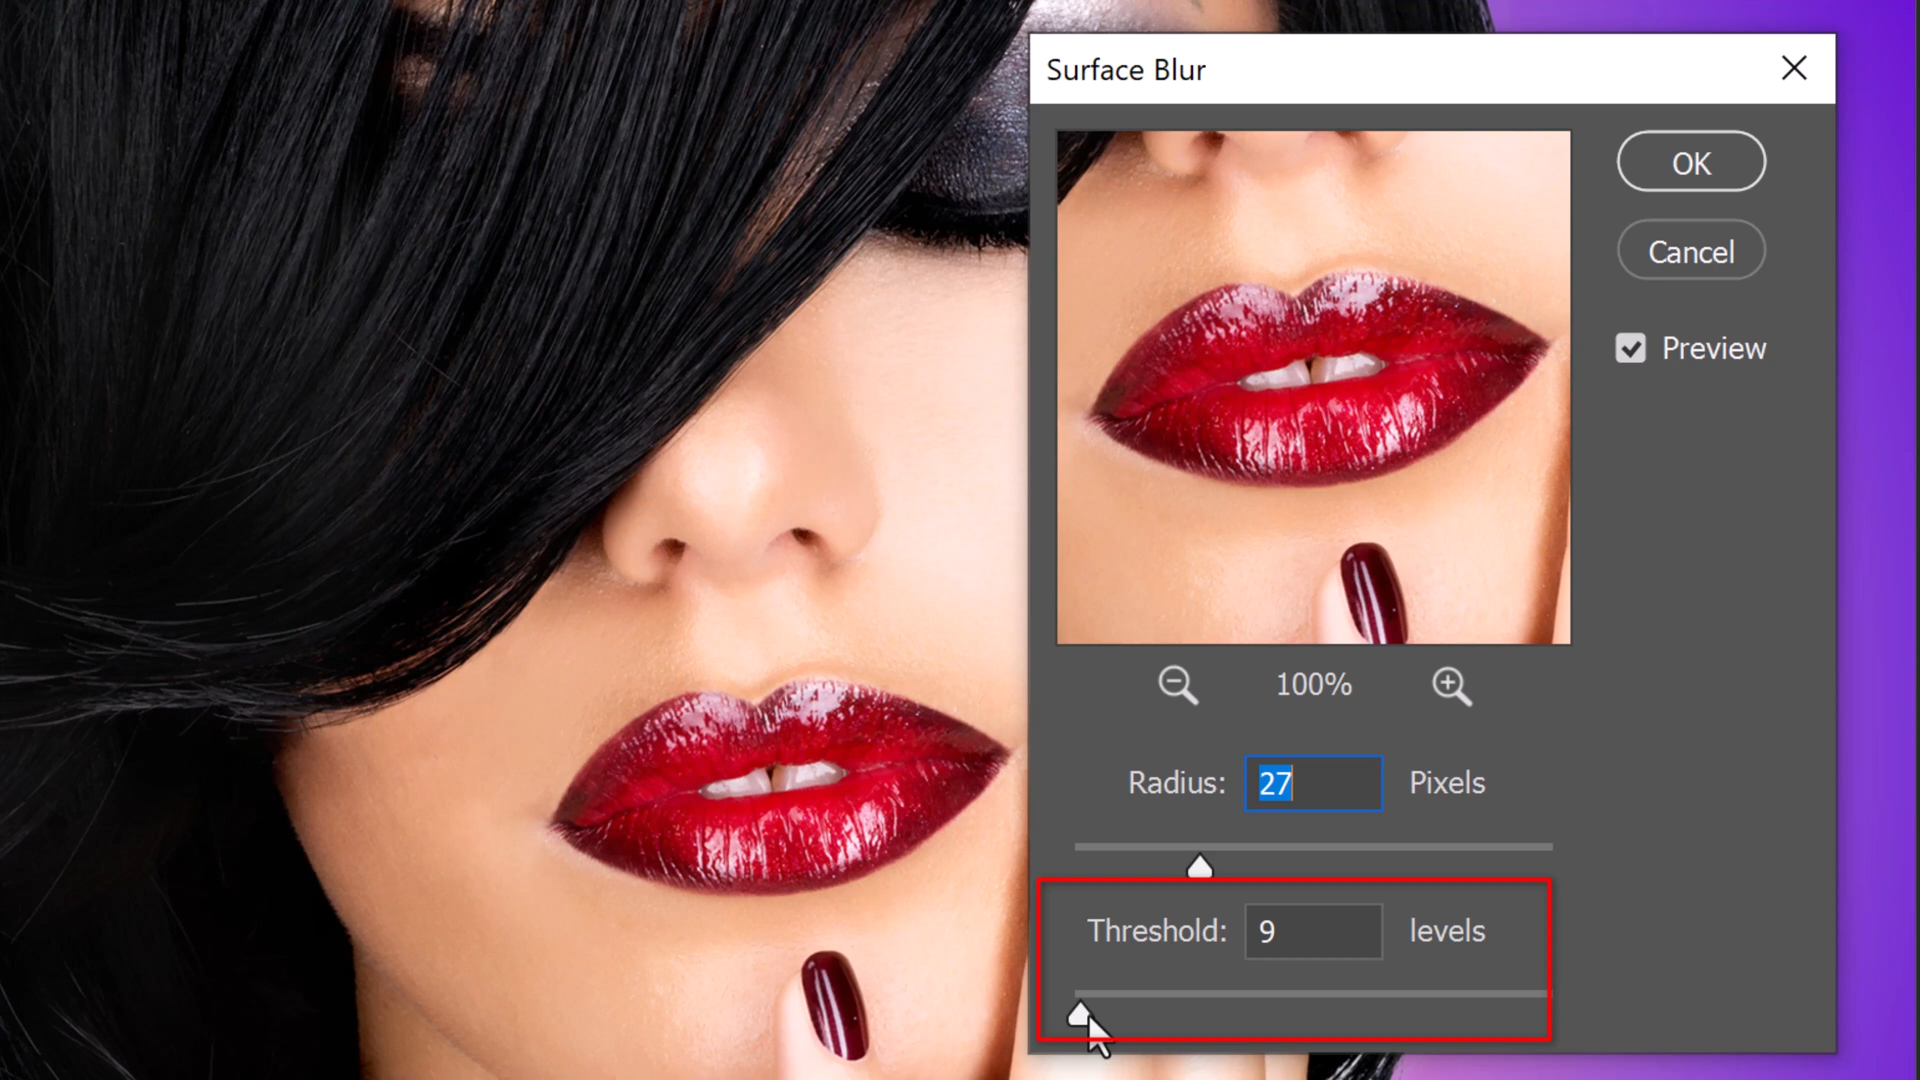 Surface Blur
OK
Cancel
Preview
100%
Radius: 27 Pixels
Threshold: 9 levels